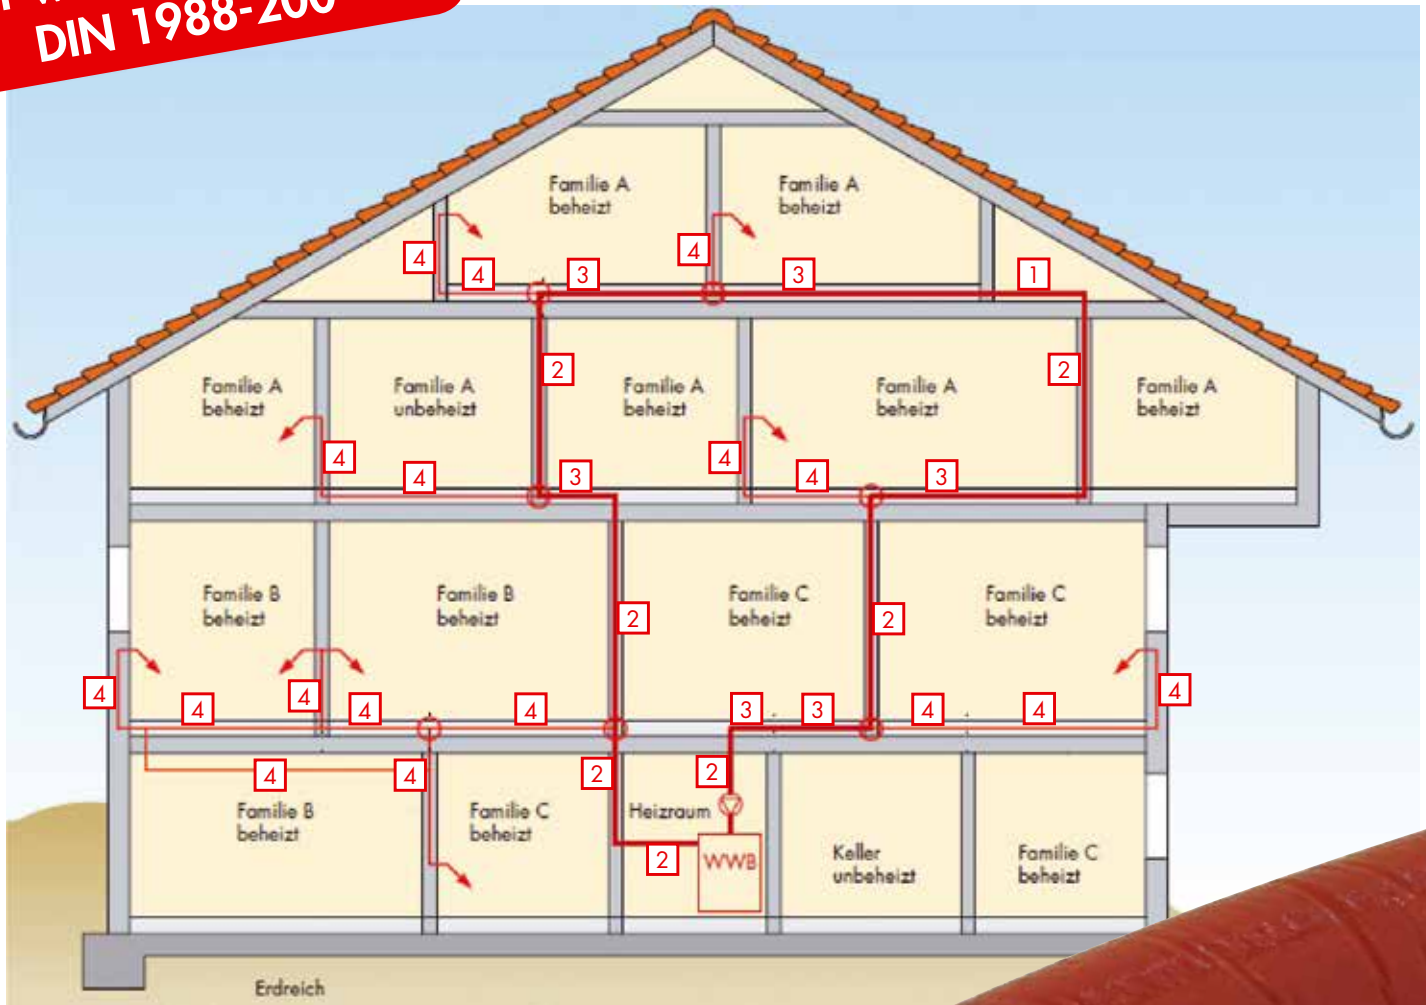 DIN 1988-200
Familie A
beheizt
Familie A
beheizt
4
4
3
4
3
1
Familie A
beheizt
Familie A
unbeheizt
2
Familie A
beheizt
Familie A
beheizt
2
Familie A
beheizt
4
4
3
4
4
3
Familie B
beheizt
Familie B
beheizt
2
Familie C
beheizt
2
Familie C
beheizt
4
4
4
4
4
3
3
4
4
4
4
4
2
2
Familie B
beheizt
Familie C
beheizt
Heizraum
2
WWB
Keller
unbeheizt
Familie C
beheizt
Erdreich